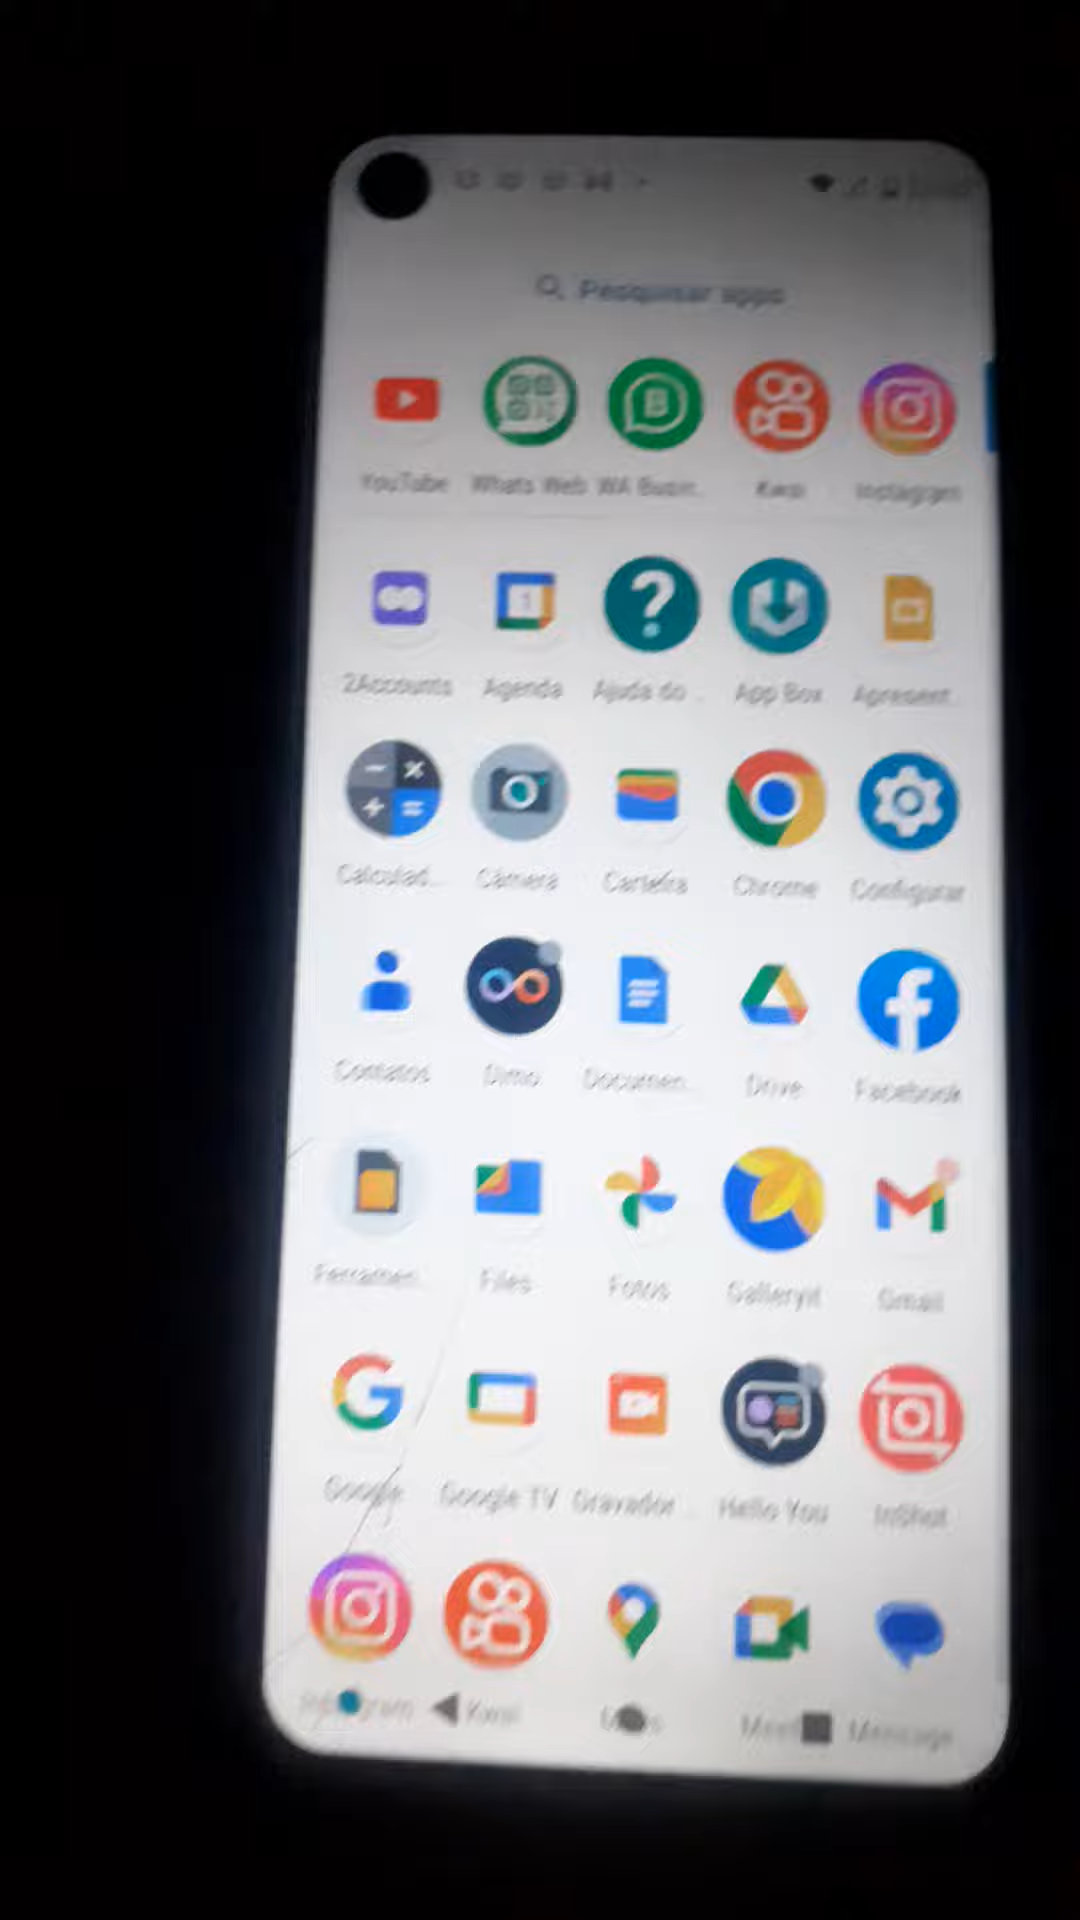 Pesquisar apps
YouTube Whats Web WA Busin... Kwai Instagram
2Accounts Agenda Ajuda do ... App Box Apresent...
Calculad... Câmera Carteira Chrome Configurar
Contatos Dimo Documen... Drive Facebook
Ferramen... Files Fotos Galleryit Gmail
Google Google TV Gravador ... Hello You InShot
Instagram Kwai Meet Message